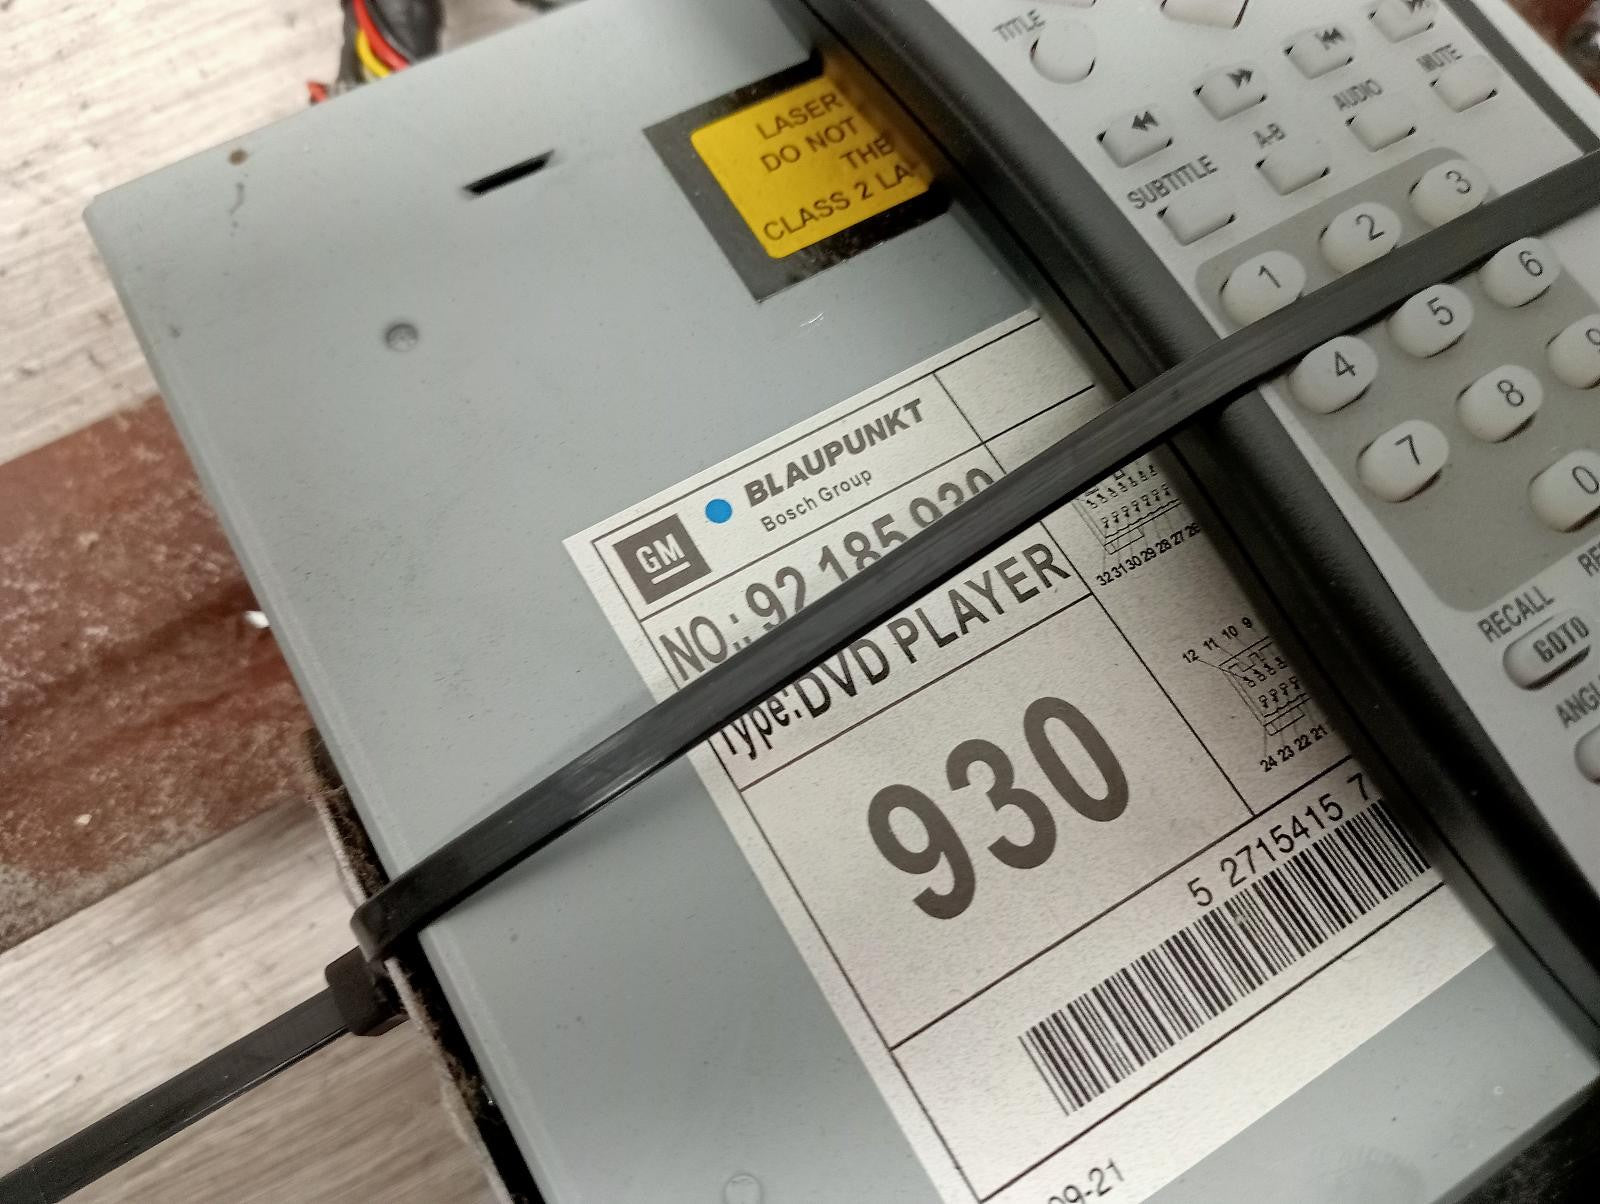 LASER
DO NOT
THE
CLASS 2 LA
GM
BLAUPUNKT
Bosch Group
NO.: 92 185 930
Type: DVD PLAYER
930
32 31 30 29 28 27 26
12 11 10 9
24 23 22 21
5 2715415 7
09-21
TITLE
MUTE
AUDIO
A-B
SUBTITLE
1 2 3
4 5 6
7 8 9
0
RECALL
GOTO
ANGL